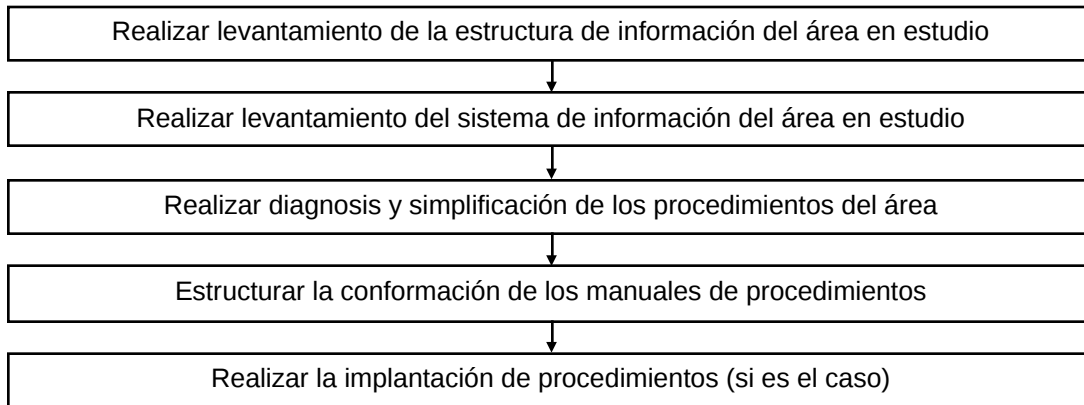 Realizar levantamiento de la estructura de información del área en estudio
Realizar levantamiento del sistema de información del área en estudio
Realizar diagnosis y simplificación de los procedimientos del área
Estructurar la conformación de los manuales de procedimientos
Realizar la implantación de procedimientos (si es el caso)